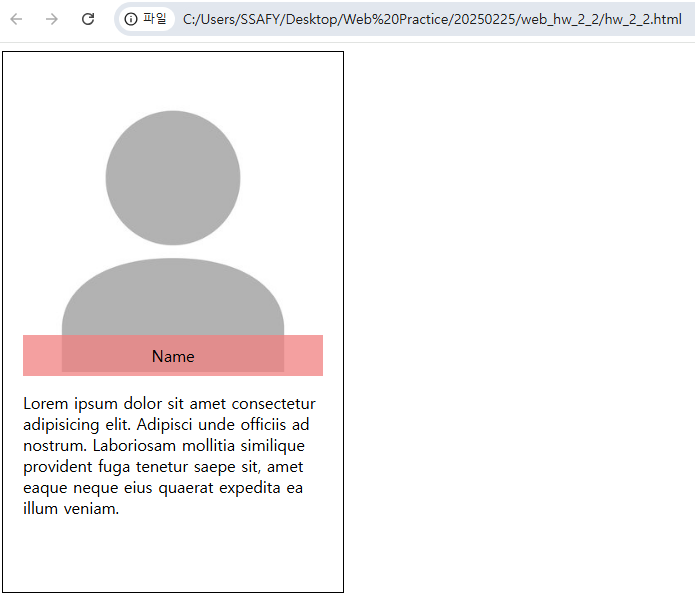 파일
C:/Users/SSAFY/Desktop/Web%20Practice/20250225/web_hw_2_2/hw_2_2.html
Name
Lorem ipsum dolor sit amet consectetur
adipisicing elit. Adipisci unde officiis ad
nostrum. Laboriosam mollitia similique
provident fuga tenetur saepe sit, amet
eaque neque eius quaerat expedita ea
illum veniam.